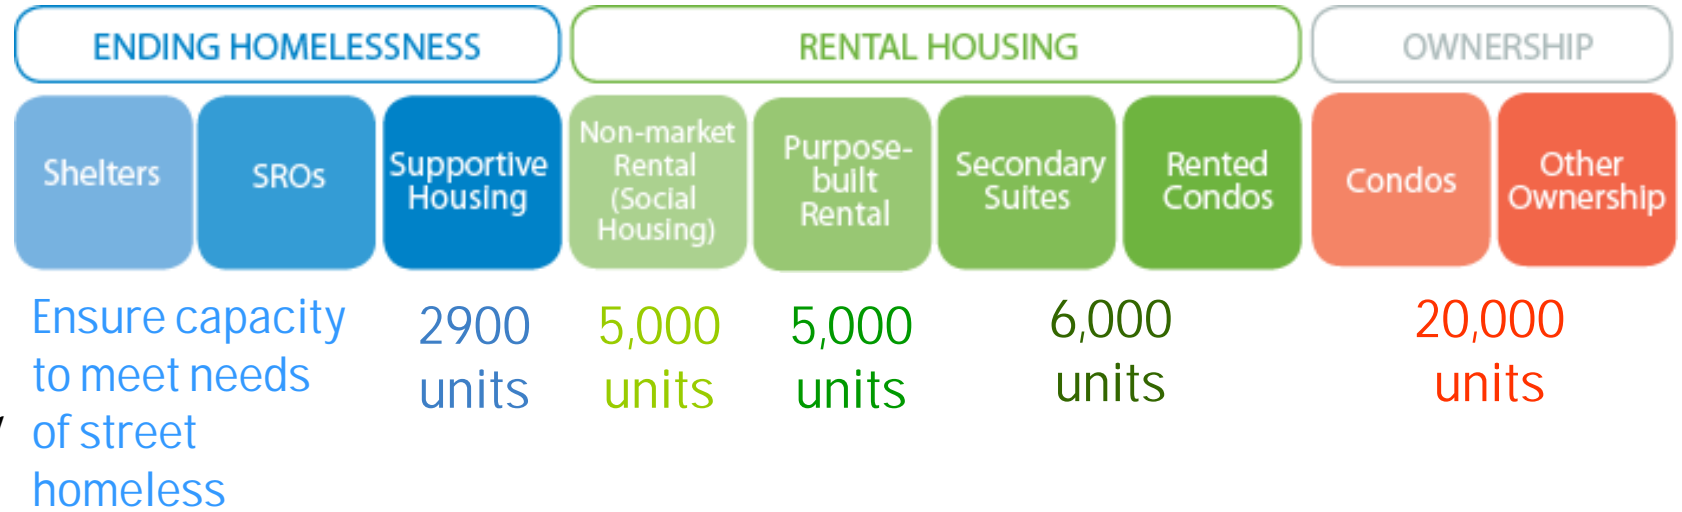 ENDING HOMELESSNESS
RENTAL HOUSING
OWNERSHIP
Shelters
SROs
Supportive
Housing
Non-market
Rental
(Social
Housing)
Purpose-
built
Rental
Secondary
Suites
Rented
Condos
Condos
Other
Ownership
Ensure capacity
to meet needs
of street
homeless
2900
units
5,000
units
5,000
units
6,000
units
20,000
units